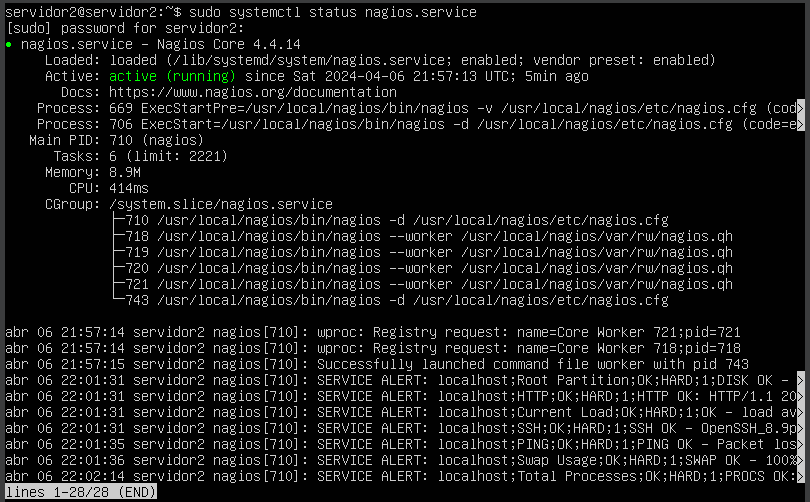 servidor2@servidor2:~$ sudo systemctl status nagios.service
[sudo] password for servidor2:
● nagios.service - Nagios Core 4.4.14
     Loaded: loaded (/lib/systemd/system/nagios.service; enabled; vendor preset: enabled)
     Active: active (running) since Sat 2024-04-06 21:57:13 UTC; 5min ago
       Docs: https://www.nagios.org/documentation
    Process: 669 ExecStartPre=/usr/local/nagios/bin/nagios -v /usr/local/nagios/etc/nagios.cfg (cod>
    Process: 706 ExecStart=/usr/local/nagios/bin/nagios -d /usr/local/nagios/etc/nagios.cfg (code=e>
   Main PID: 710 (nagios)
      Tasks: 6 (limit: 2221)
     Memory: 8.9M
        CPU: 414ms
     CGroup: /system.slice/nagios.service
             ├─710 /usr/local/nagios/bin/nagios -d /usr/local/nagios/etc/nagios.cfg
             ├─718 /usr/local/nagios/bin/nagios --worker /usr/local/nagios/var/rw/nagios.qh
             ├─719 /usr/local/nagios/bin/nagios --worker /usr/local/nagios/var/rw/nagios.qh
             ├─720 /usr/local/nagios/bin/nagios --worker /usr/local/nagios/var/rw/nagios.qh
             ├─721 /usr/local/nagios/bin/nagios --worker /usr/local/nagios/var/rw/nagios.qh
             └─743 /usr/local/nagios/bin/nagios -d /usr/local/nagios/etc/nagios.cfg

abr 06 21:57:14 servidor2 nagios[710]: wproc: Registry request: name=Core Worker 721;pid=721
abr 06 21:57:14 servidor2 nagios[710]: wproc: Registry request: name=Core Worker 718;pid=718
abr 06 21:57:15 servidor2 nagios[710]: Successfully launched command file worker with pid 743
abr 06 22:01:31 servidor2 nagios[710]: SERVICE ALERT: localhost;Root Partition;OK;HARD;1;DISK OK - >
abr 06 22:01:31 servidor2 nagios[710]: SERVICE ALERT: localhost;HTTP;OK;HARD;1;HTTP OK: HTTP/1.1 20>
abr 06 22:01:31 servidor2 nagios[710]: SERVICE ALERT: localhost;Current Load;OK;HARD;1;OK - load av>
abr 06 22:01:31 servidor2 nagios[710]: SERVICE ALERT: localhost;SSH;OK;HARD;1;SSH OK - OpenSSH_8.9p>
abr 06 22:01:35 servidor2 nagios[710]: SERVICE ALERT: localhost;PING;OK;HARD;1;PING OK - Packet los>
abr 06 22:01:36 servidor2 nagios[710]: SERVICE ALERT: localhost;Swap Usage;OK;HARD;1;SWAP OK - 100%>
abr 06 22:02:14 servidor2 nagios[710]: SERVICE ALERT: localhost;Total Processes;OK;HARD;1;PROCS OK:>
lines 1-28/28 (END)